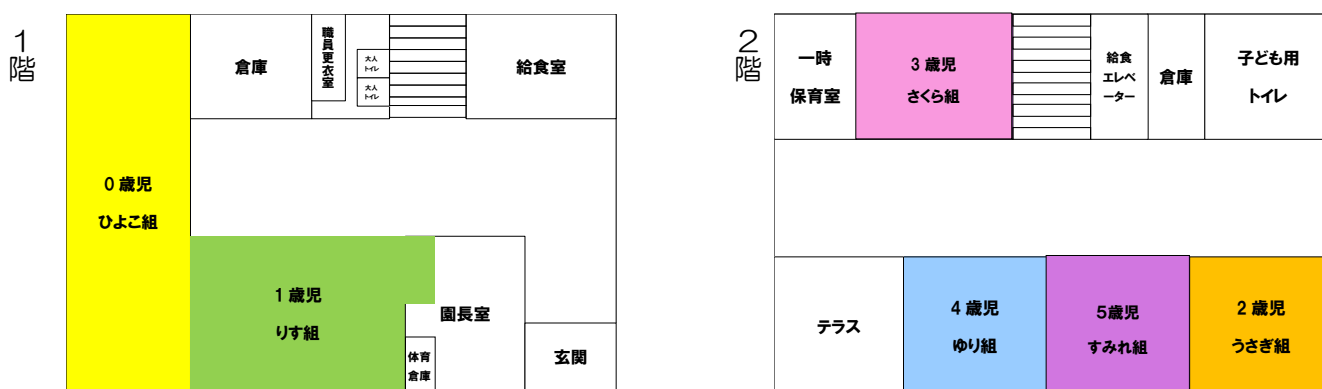 1
階
倉庫
職員更衣室
大人
トイレ
大人
トイレ
給食室
0歳児
ひよこ組
1歳児
りす組
園長室
体育
倉庫
玄関
2
階
一時
保育室
3歳児
さくら組
給食
エレベ
ーター
倉庫
子ども用
トイレ
テラス
4歳児
ゆり組
5歳児
すみれ組
2歳児
うさぎ組